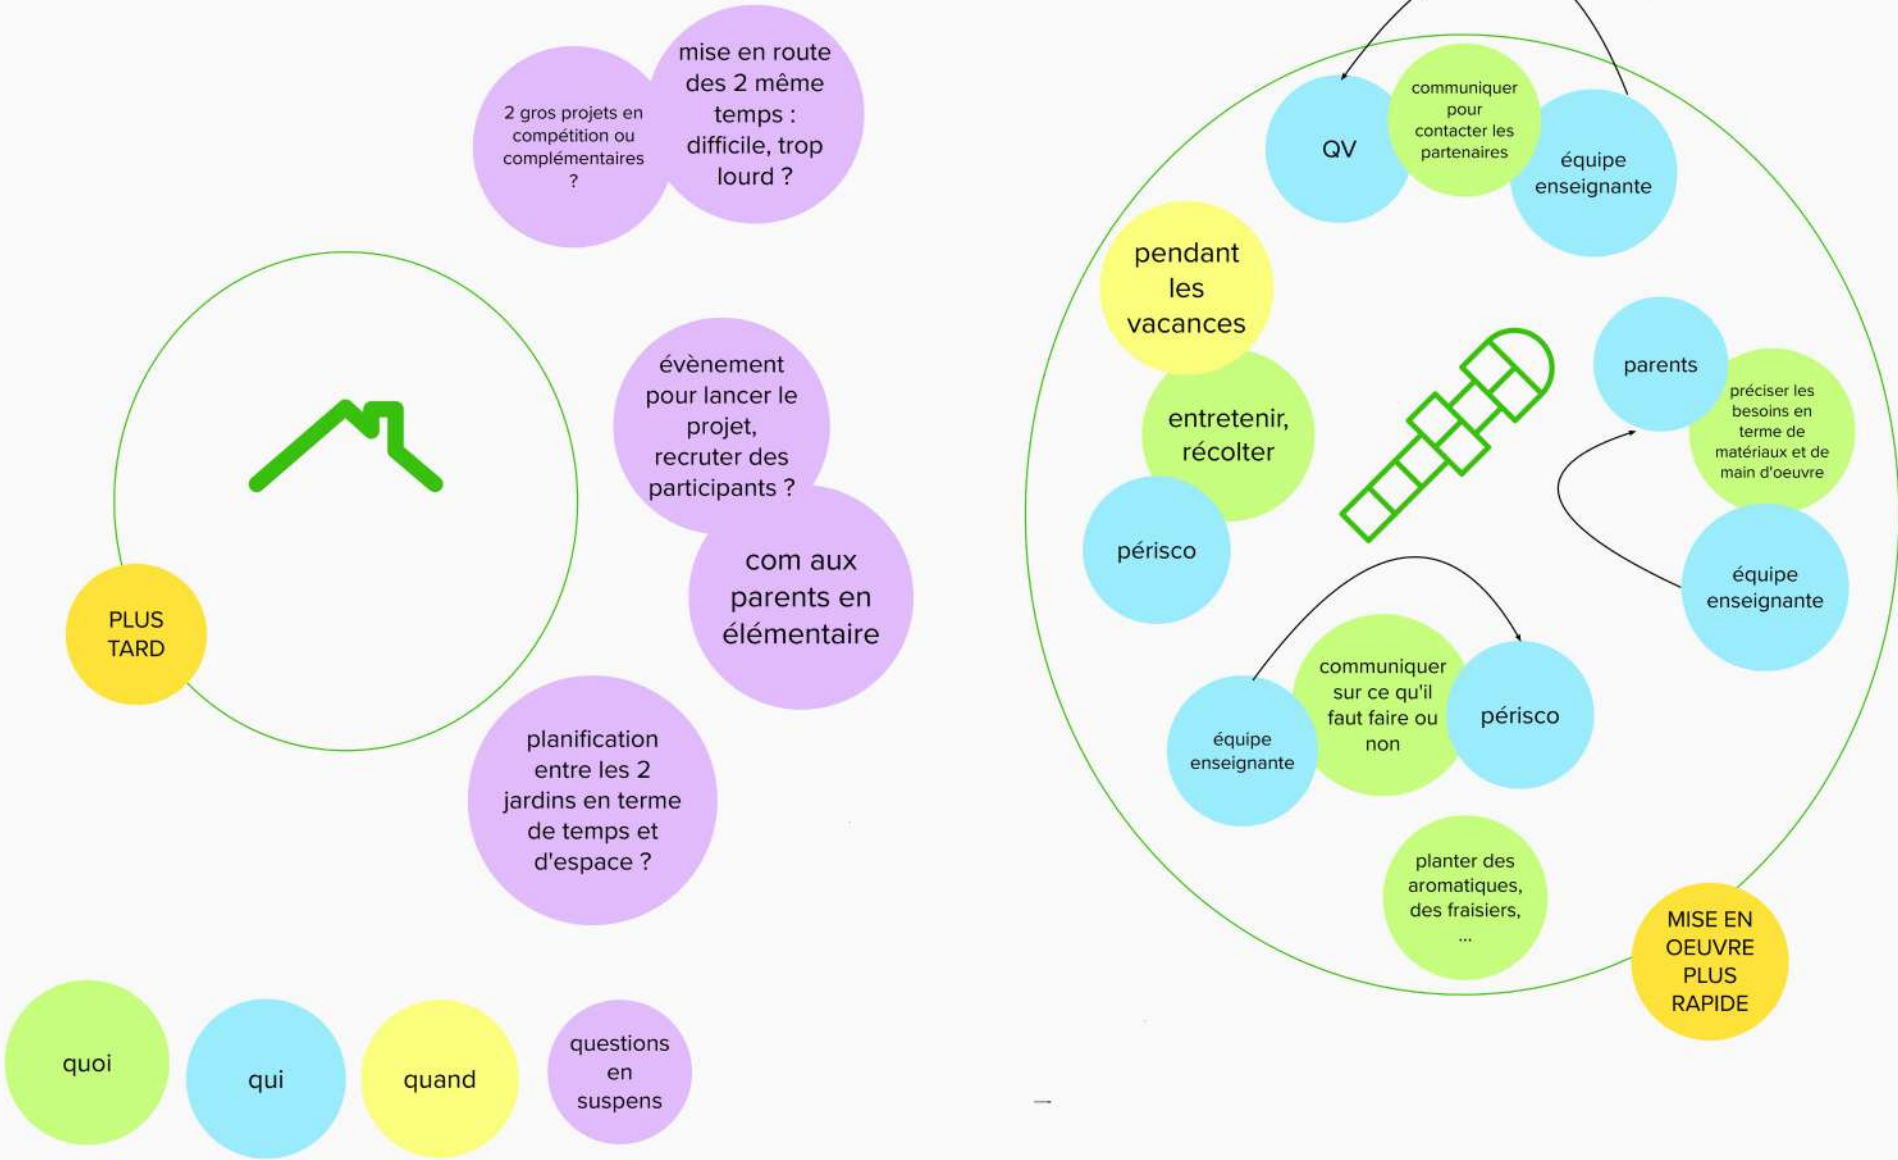 2 gros projets en
compétition ou
complémentaires
?
mise en route
des 2 même
temps :
difficile, trop
lourd ?
évènement
pour lancer le
projet,
recruter des
participants ?
com aux
parents en
élémentaire
PLUS
TARD
planification
entre les 2
jardins en terme
de temps et
d'espace ?
quoi
qui
quand
questions
en
suspens
QV
communiquer
pour
contacter les
partenaires
équipe
enseignante
pendant
les
vacances
entretenir,
récolter
périsco
parents
préciser les
besoins en
terme de
matériaux et de
main d'oeuvre
équipe
enseignante
équipe
enseignante
communiquer
sur ce qu'il
faut faire ou
non
périsco
planter des
aromatiques,
des fraisiers,
...
MISE EN
OEUVRE
PLUS
RAPIDE